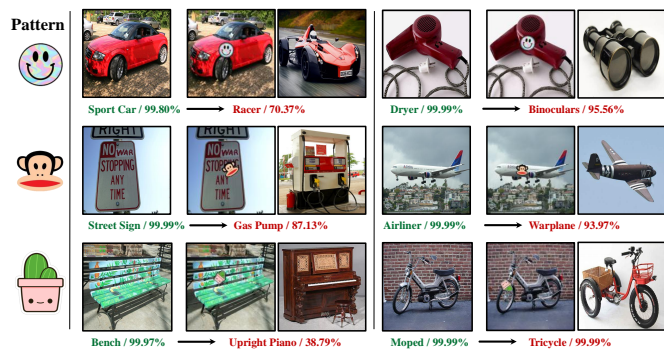 Pattern
Sport Car / 99.80%
Racer / 70.37%
Dryer / 99.99%
Binoculars / 95.56%
RIGHT
RIGHT
NO WAR
STOPPING
ANY
TIME
NO WAR
STOPPING
ANY
TIME
Street Sign / 99.99%
Gas Pump / 87.13%
Airliner / 99.99%
Warplane / 93.97%
Bench / 99.97%
Upright Piano / 38.79%
Moped / 99.99%
Tricycle / 99.99%